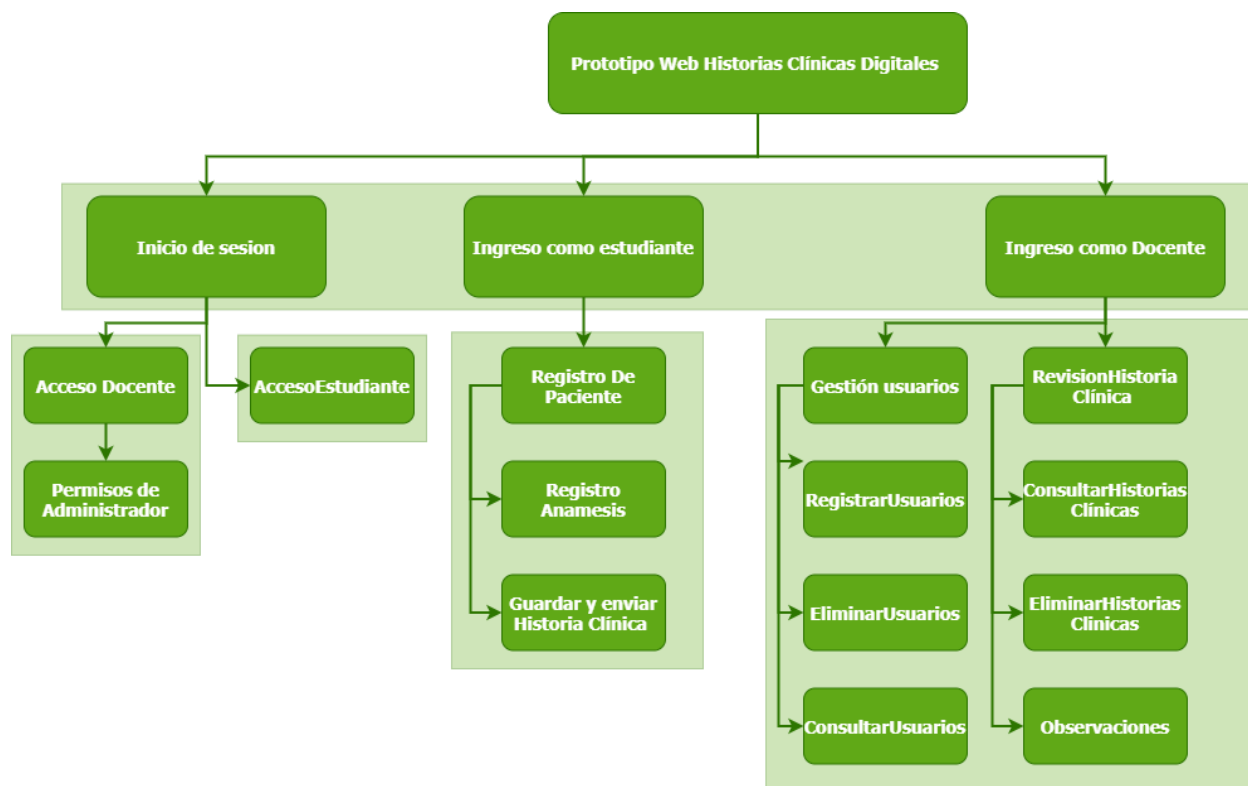 Prototipo Web Historias Clínicas Digitales
Inicio de sesion
Ingreso como estudiante
Ingreso como Docente
Acceso Docente
AccesoEstudiante
Registro De
Paciente
Gestión usuarios
RevisionHistoria
Clínica
Permisos de
Administrador
Registro
Anamesis
RegistrarUsuarios
ConsultarHistorias
Clínicas
Guardar y enviar
Historia Clínica
EliminarUsuarios
EliminarHistorias
Clinicas
ConsultarUsuarios
Observaciones